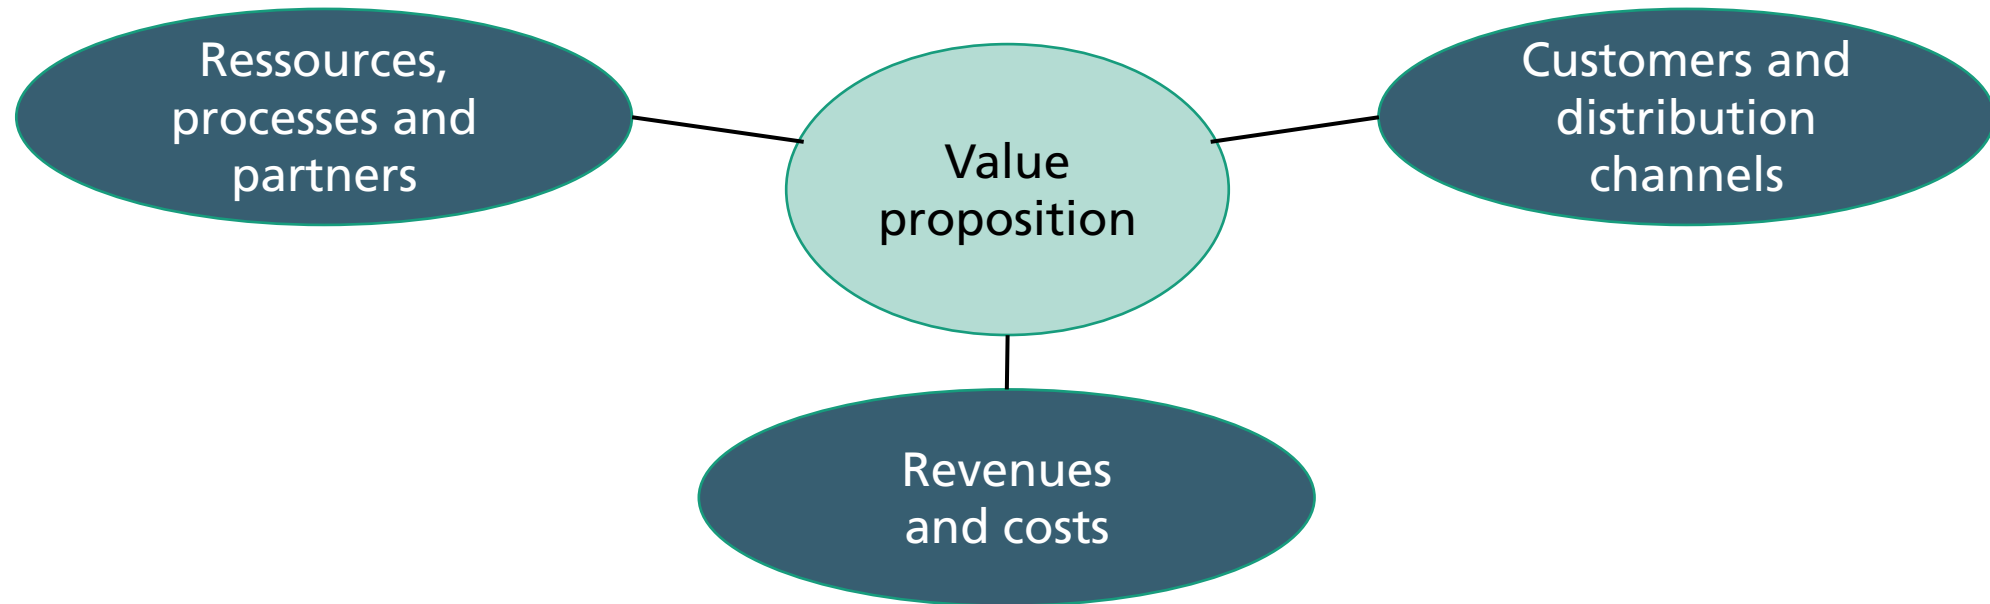 Ressources,
processes and
partners
Value
proposition
Customers and
distribution
channels
Revenues
and costs